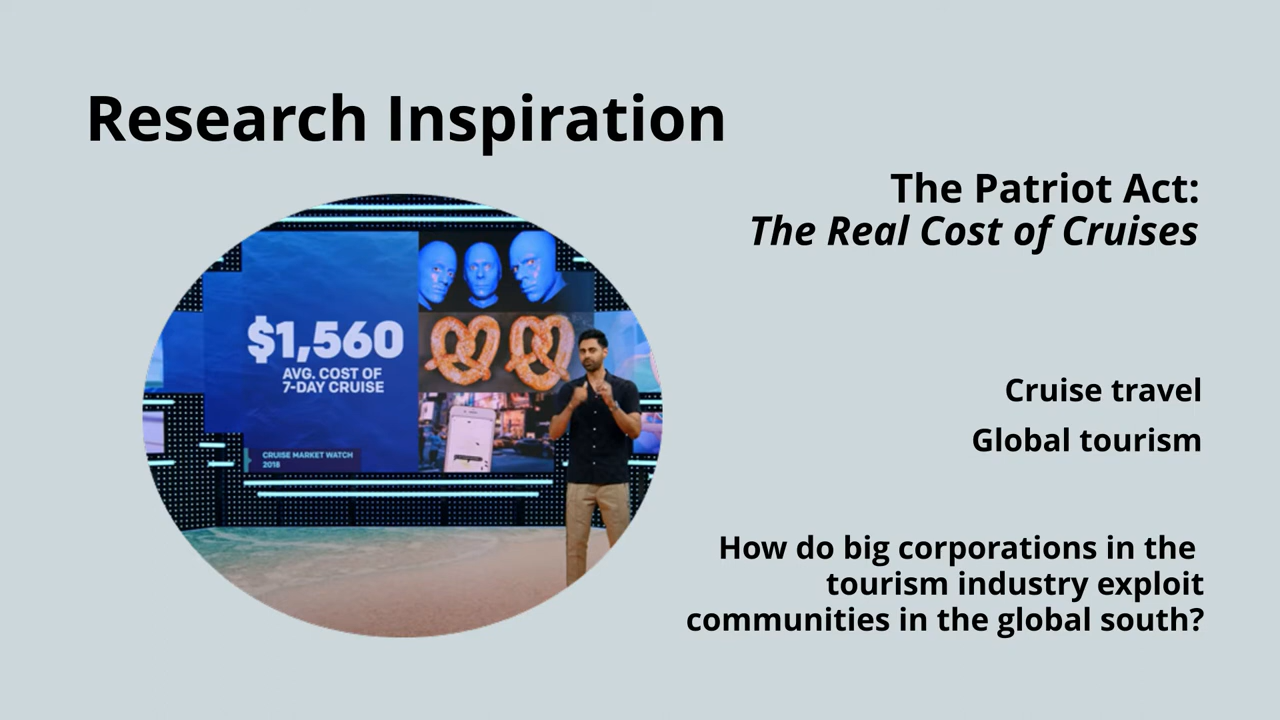 Research Inspiration
The Patriot Act:
The Real Cost of Cruises
$1,560
AVG. COST OF
7-DAY CRUISE
CRUISE MARKET WATCH
2018
Cruise travel
Global tourism
How do big corporations in the
tourism industry exploit
communities in the global south?